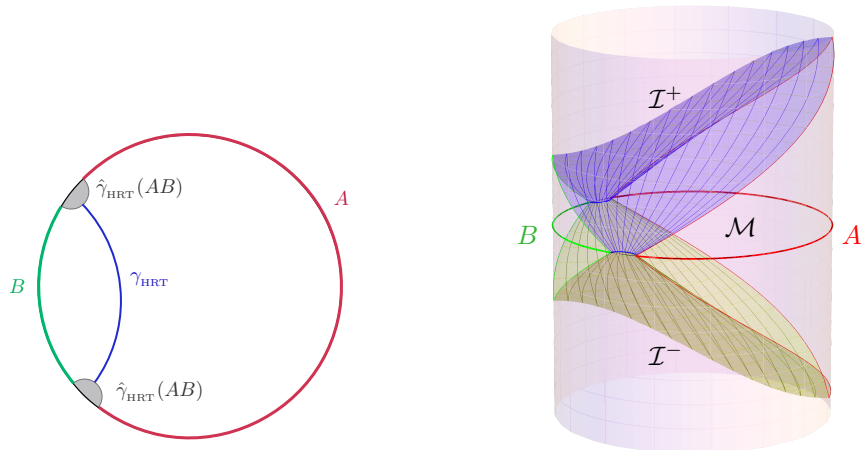 γ̂_HRT(AB)
A
B
γ_HRT
γ̂_HRT(AB)
ℐ⁺
B
ℳ
A
ℐ⁻